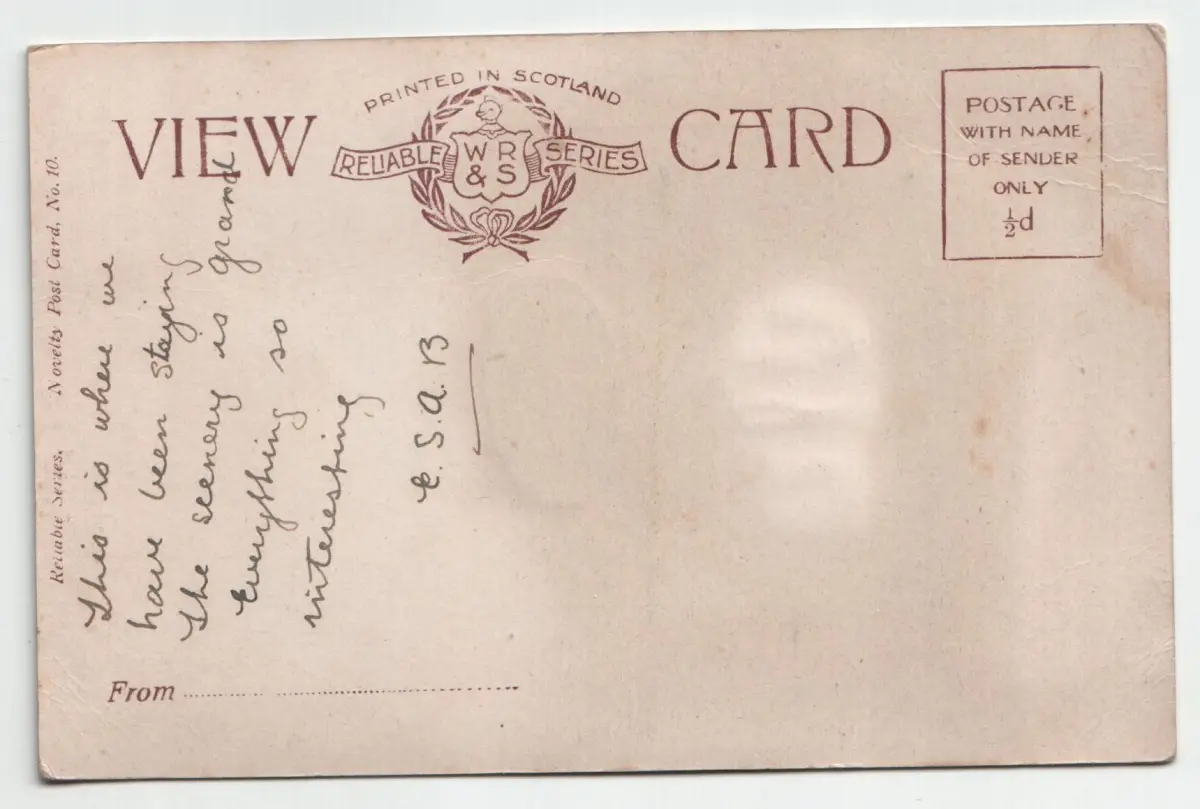 PRINTED IN SCOTLAND
VIEW
RELIABLE W R & S SERIES
CARD
POSTAGE
WITH NAME
OF SENDER
ONLY
½d
Reliable Series. Novelty Post Card, No. 10.
This is where we
have been staying
The scenery is grand
Everything so
interesting
E. S. A. B
From